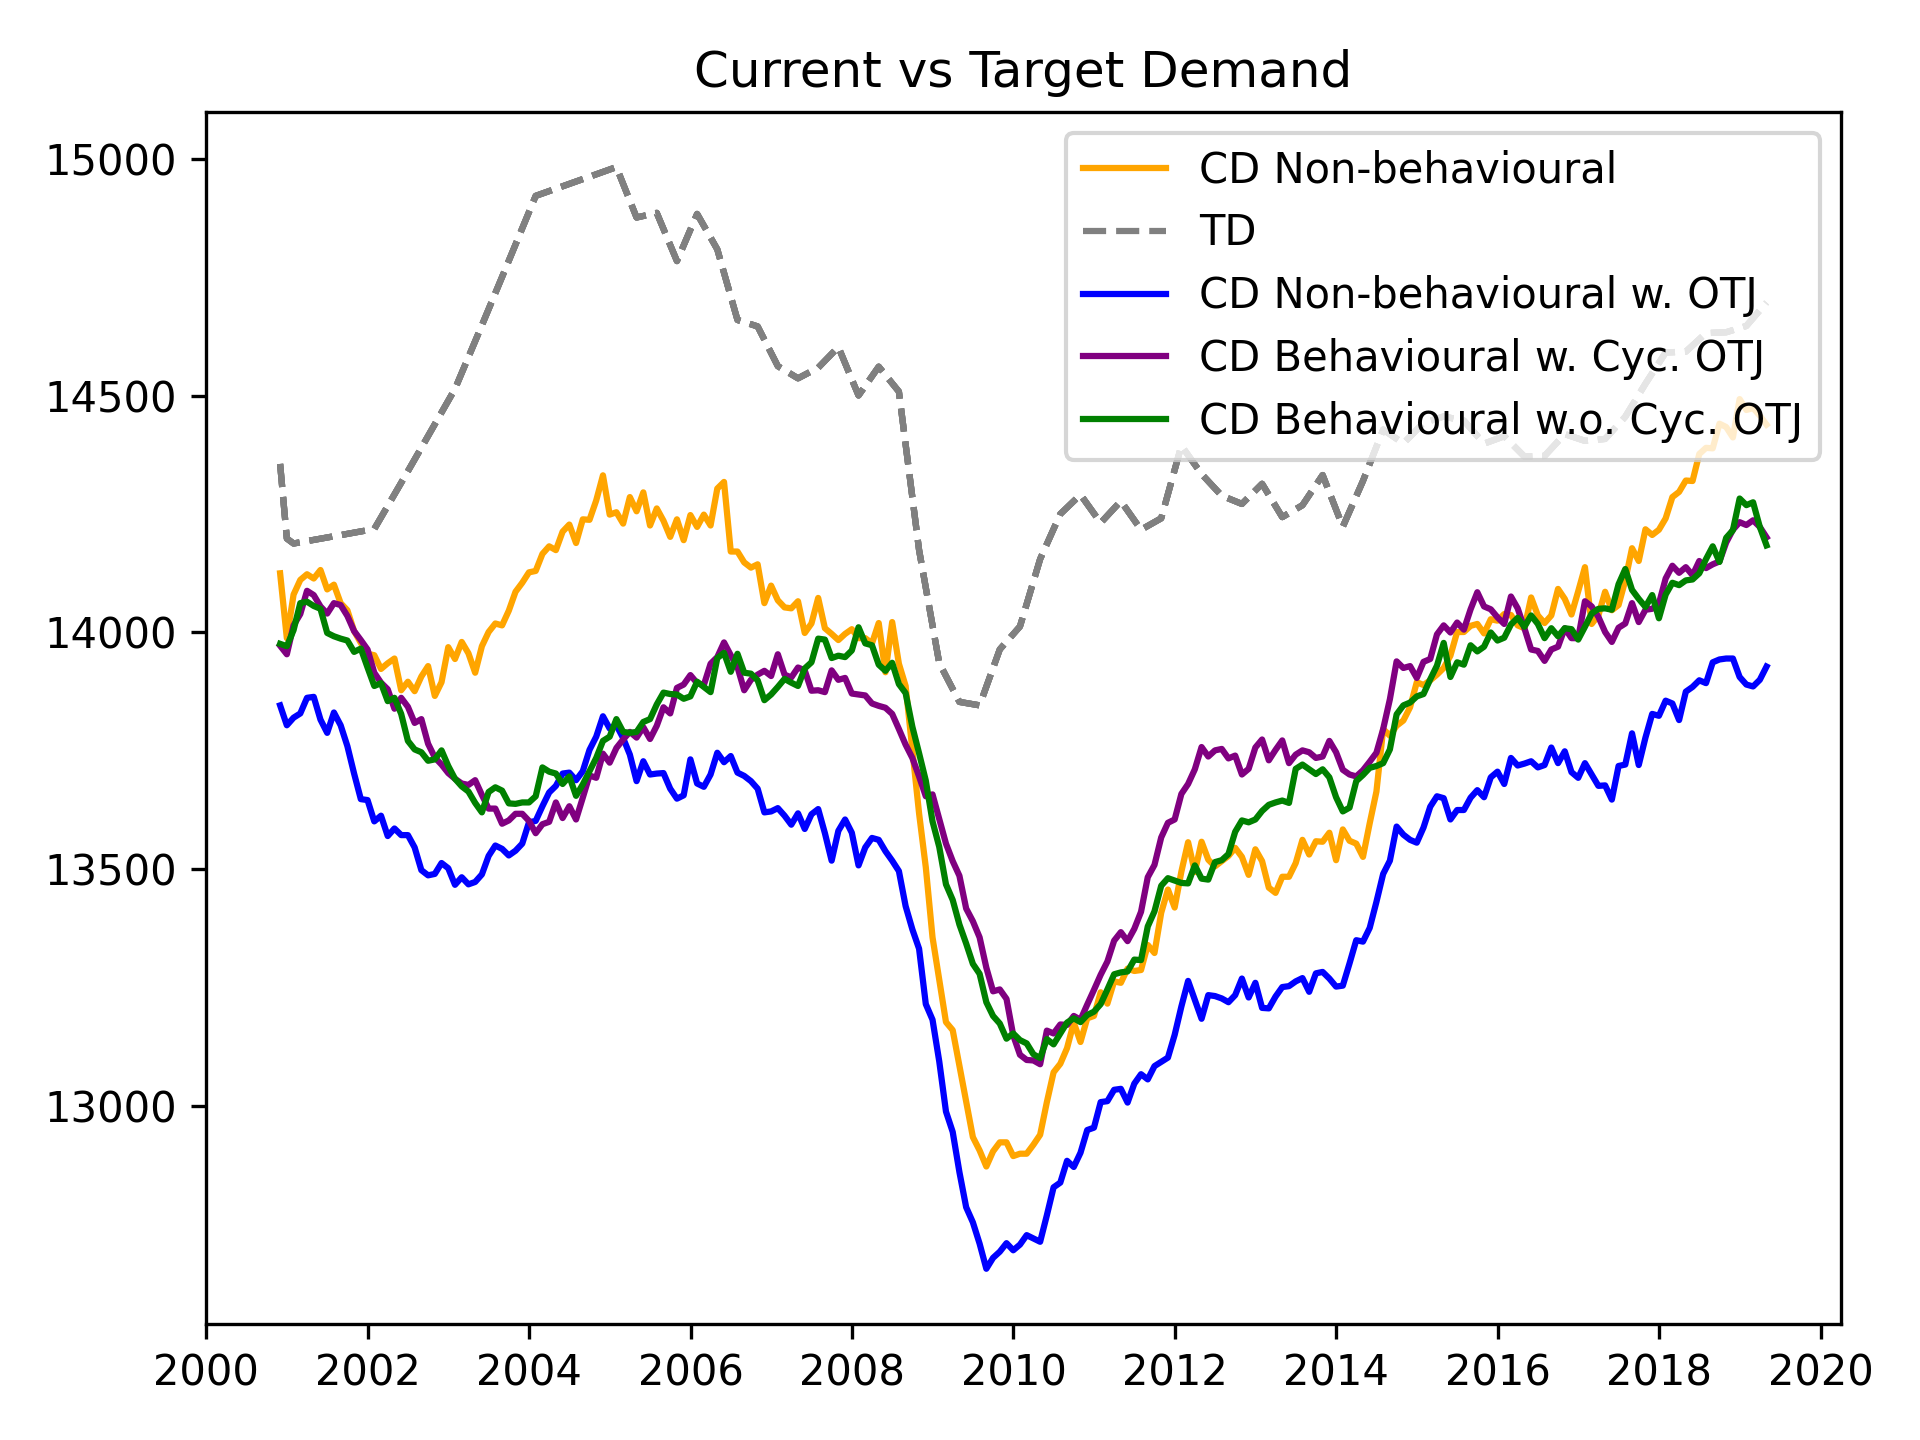 Current vs Target Demand
15000
14500
14000
13500
13000
CD Non-behavioural
TD
CD Non-behavioural w. OTJ
CD Behavioural w. Cyc. OTJ
CD Behavioural w.o. Cyc. OTJ
2000 2002 2004 2006 2008 2010 2012 2014 2016 2018 2020